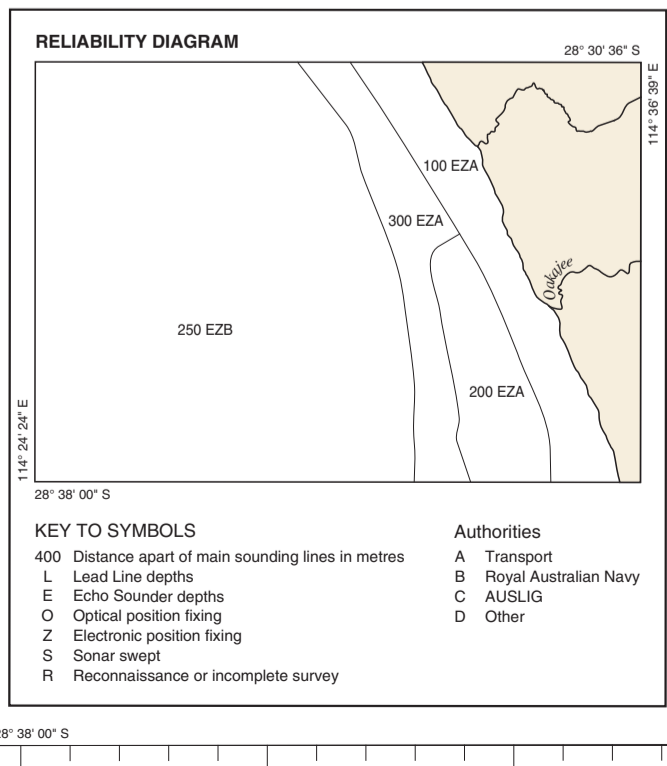 RELIABILITY DIAGRAM
28° 30' 36" S
114° 36' 39" E
100 EZA
300 EZA
Oakajee
250 EZB
200 EZA
114° 24' 24" E
28° 38' 00" S
KEY TO SYMBOLS
400 Distance apart of main sounding lines in metres
L Lead Line depths
E Echo Sounder depths
O Optical position fixing
Z Electronic position fixing
S Sonar swept
R Reconnaissance or incomplete survey
Authorities
A Transport
B Royal Australian Navy
C AUSLIG
D Other
28° 38' 00" S